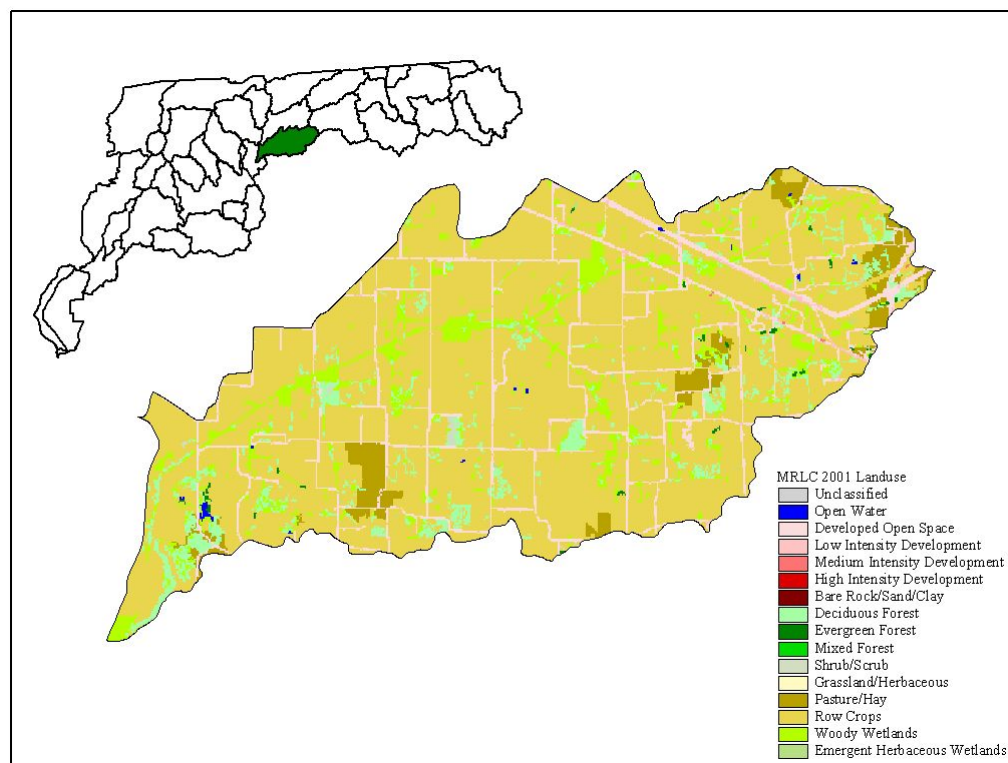 MRLC 2001 Landuse
Unclassified
Open Water
Developed Open Space
Low Intensity Development
Medium Intensity Development
High Intensity Development
Bare Rock/Sand/Clay
Deciduous Forest
Evergreen Forest
Mixed Forest
Shrub/Scrub
Grassland/Herbaceous
Pasture/Hay
Row Crops
Woody Wetlands
Emergent Herbaceous Wetlands